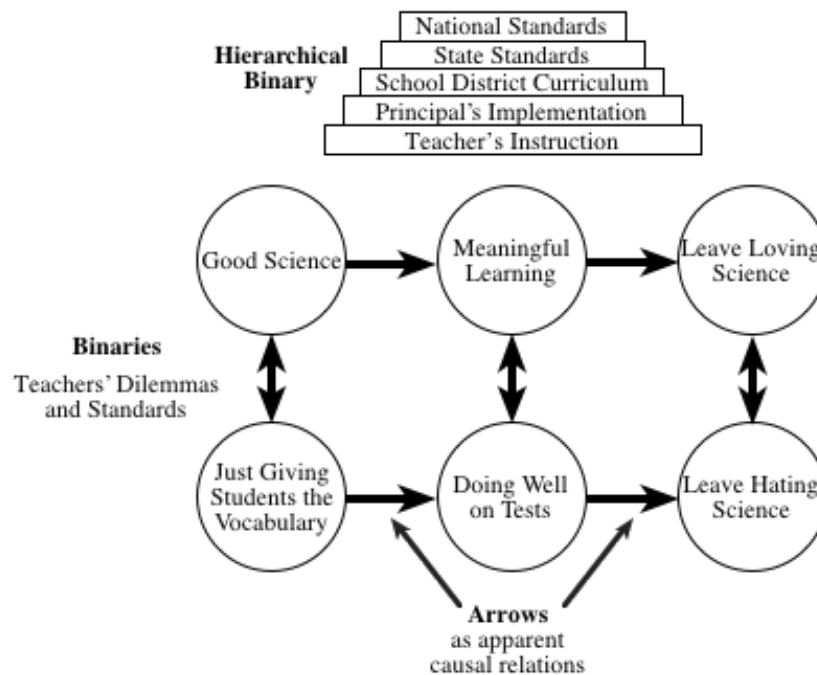 National Standards
Hierarchical
Binary
State Standards
School District Curriculum
Principal's Implementation
Teacher's Instruction
Good Science
Meaningful
Learning
Leave Loving
Science
Binaries
Teachers' Dilemmas
and Standards
Just Giving
Students the
Vocabulary
Doing Well
on Tests
Leave Hating
Science
Arrows
as apparent
causal relations